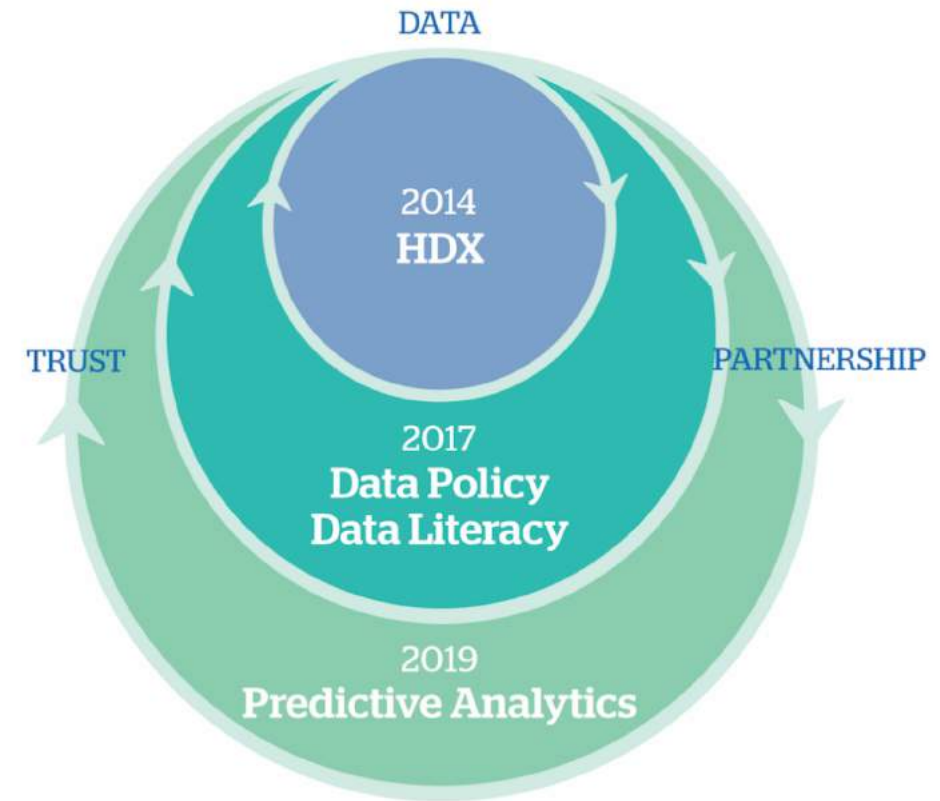 DATA
2014
HDX
TRUST
PARTNERSHIP
2017
Data Policy
Data Literacy
2019
Predictive Analytics